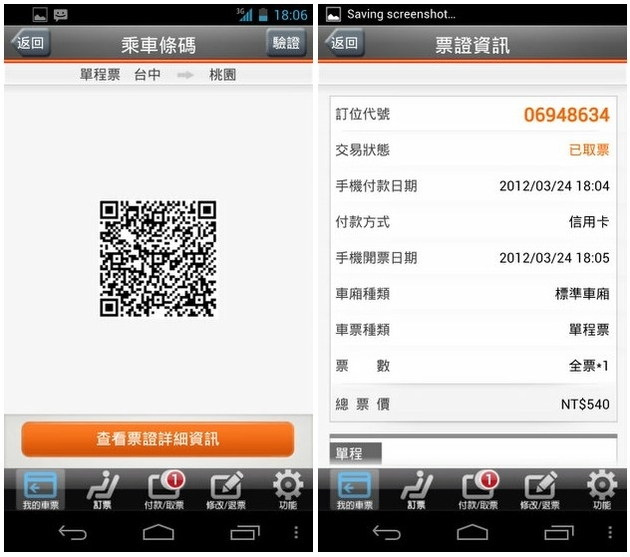 3G 18:06
返回 乘車條碼 驗證
單程票 台中 桃園
查看票證詳細資訊
我的車票 訂票 付款/取票 1 修改/退票 功能
Saving screenshot...
返回 票證資訊
訂位代號 06948634
交易狀態 已取票
手機付款日期 2012/03/24 18:04
付款方式 信用卡
手機開票日期 2012/03/24 18:05
車廂種類 標準車廂
車票種類 單程票
票 數 全票*1
總 票 價 NT$540
單程
我的車票 訂票 付款/取票 1 修改/退票 功能